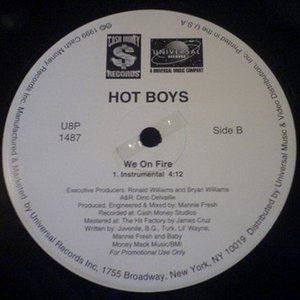 CASH MONEY
$
RECORDS
UNIVERSAL
A UNIVERSAL MUSIC COMPANY
HOT BOYS
U8P
1487
Side B
We On Fire
1. Instrumental 4:12
Executive Producers: Ronald Williams and Bryan Williams
A&R: Dino Delvaille
Produced, Engineered & Mixed by: Mannie Fresh
Recorded at: Cash Money Studios
Mastered at: The Hit Factory by James Cruz
Written by: Juvenile, B.G., Turk, Lil' Wayne,
Mannie Fresh and Baby
Money Mack Music/BMI
For Promotional Use Only
Manufactured & Marketed by Universal Records Inc, 1755 Broadway, New York, NY 10019 Distributed by Universal Music & Video Distribution, Inc. Printed in the U.S.A.
© 1999 Cash Money Records Inc.